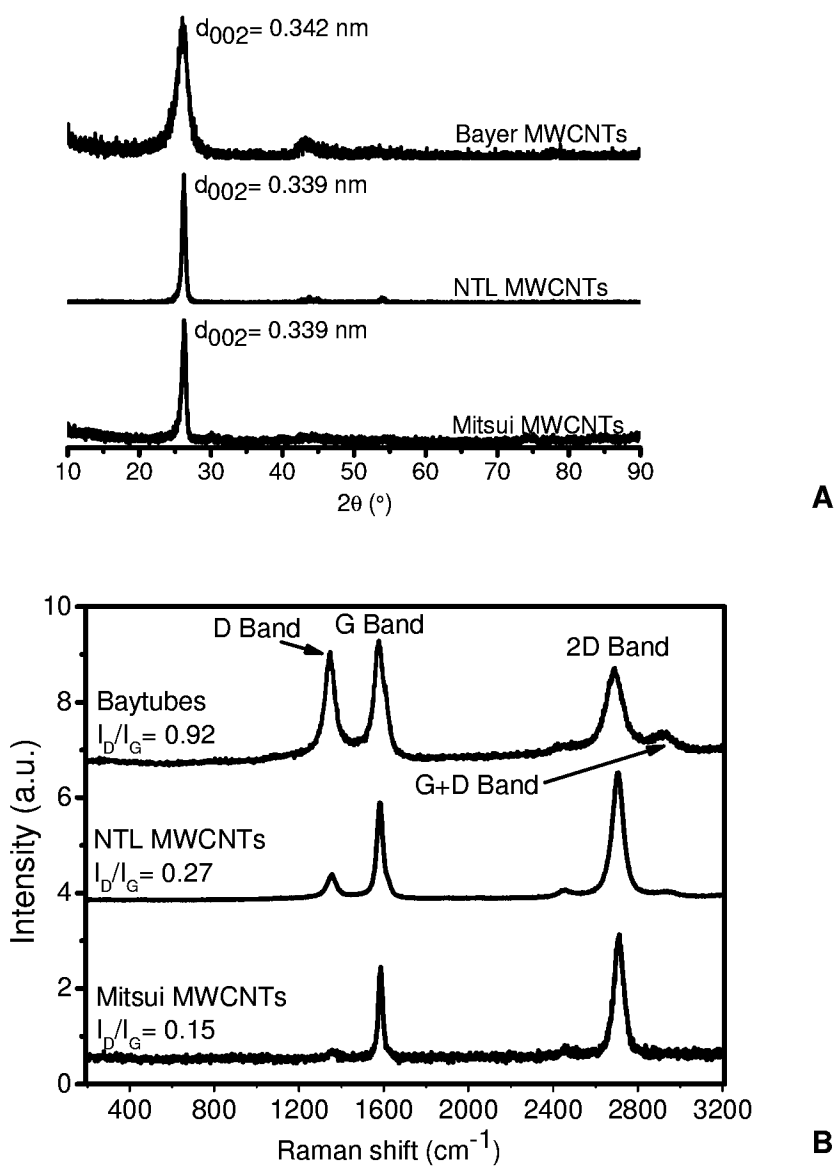 d002= 0.342 nm
Bayer MWCNTs
d002= 0.339 nm
NTL MWCNTs
d002= 0.339 nm
Mitsui MWCNTs
10 20 30 40 50 60 70 80 90
2θ (°)
A
10
8
6
4
2
0
Intensity (a.u.)
D Band
G Band
2D Band
Baytubes
ID/IG= 0.92
G+D Band
NTL MWCNTs
ID/IG= 0.27
Mitsui MWCNTs
ID/IG= 0.15
400 800 1200 1600 2000 2400 2800 3200
Raman shift (cm-1)
B